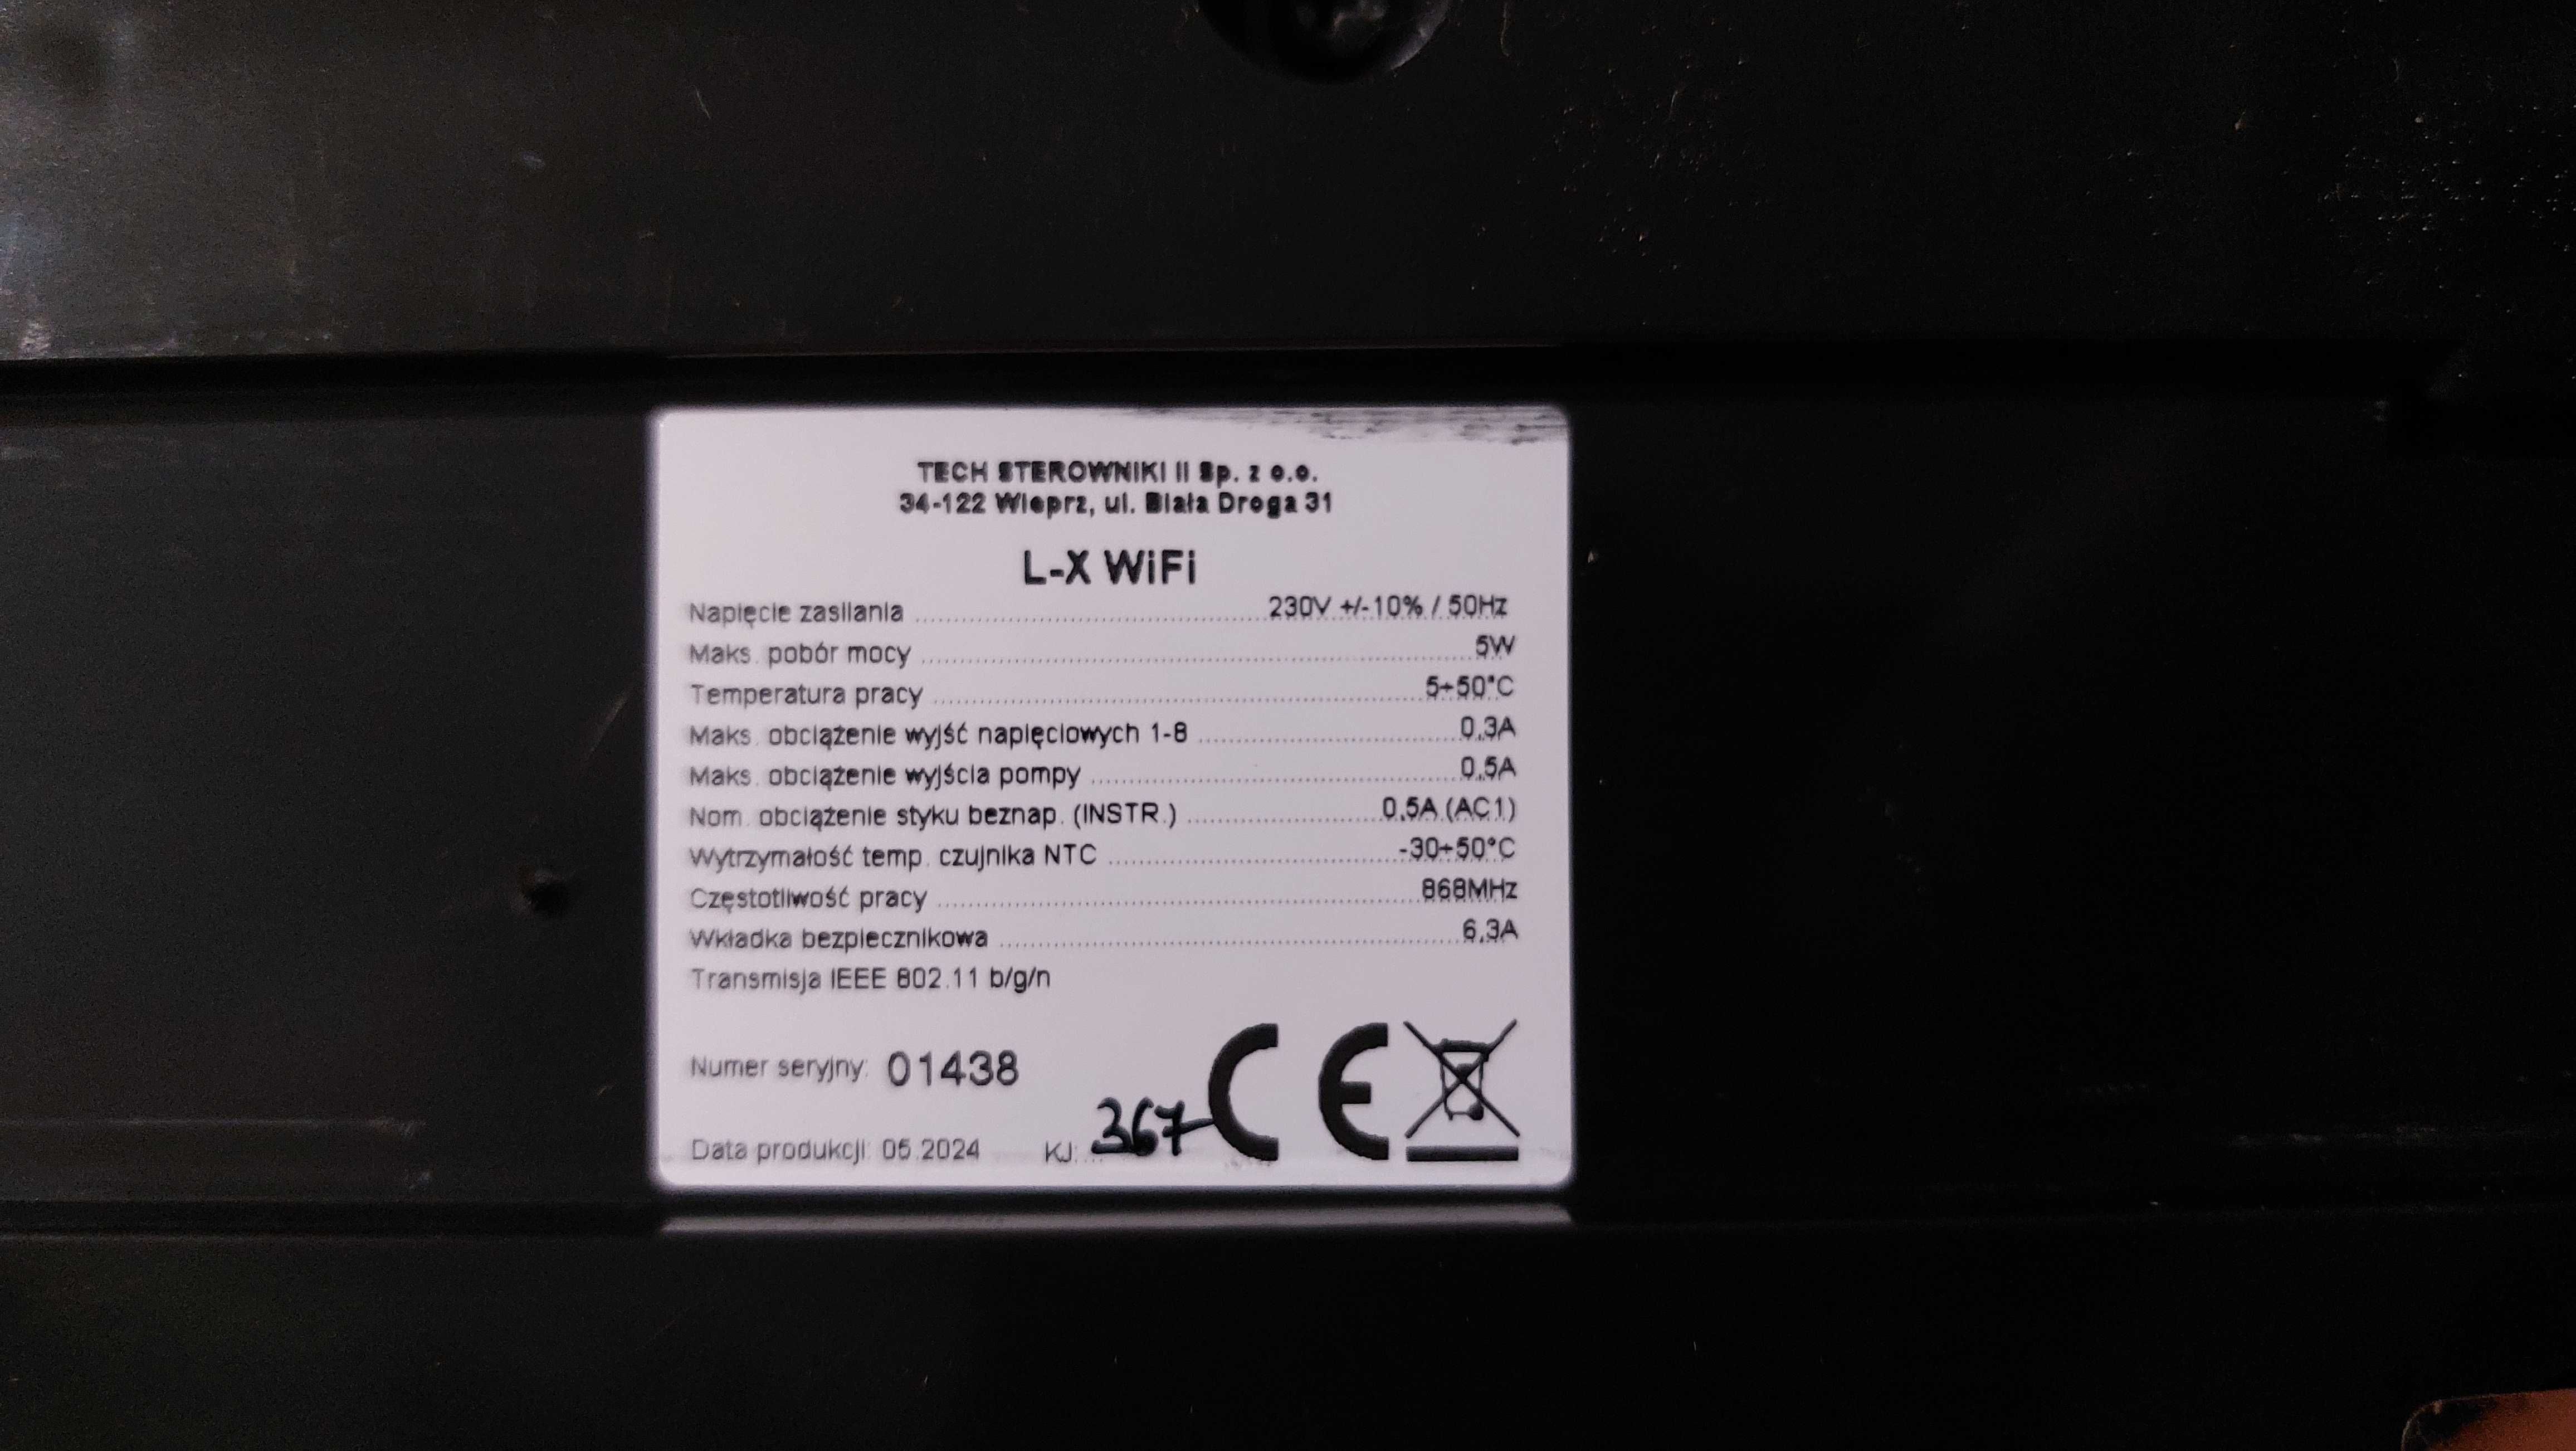 TECH STEROWNIKI II Sp. z o.o.
34-122 Wieprz, ul. Biała Droga 31
L-X WiFi
Napięcie zasilania ........ 230V +/-10% / 50Hz
Maks. pobór mocy ........ 5W
Temperatura pracy ........ 5÷50°C
Maks. obciążenie wyjść napięciowych 1-8 ........ 0,3A
Maks. obciążenie wyjścia pompy ........ 0,5A
Nom. obciążenie styku beznap. (INSTR.) ........ 0,5A (AC1)
Wytrzymałość temp. czujnika NTC ........ -30÷50°C
Częstotliwość pracy ........ 868MHz
Wkładka bezpiecznikowa ........ 6,3A
Transmisja IEEE 802.11 b/g/n
Numer seryjny: 01438
Data produkcji: 05.2024 KJ: 367 CE